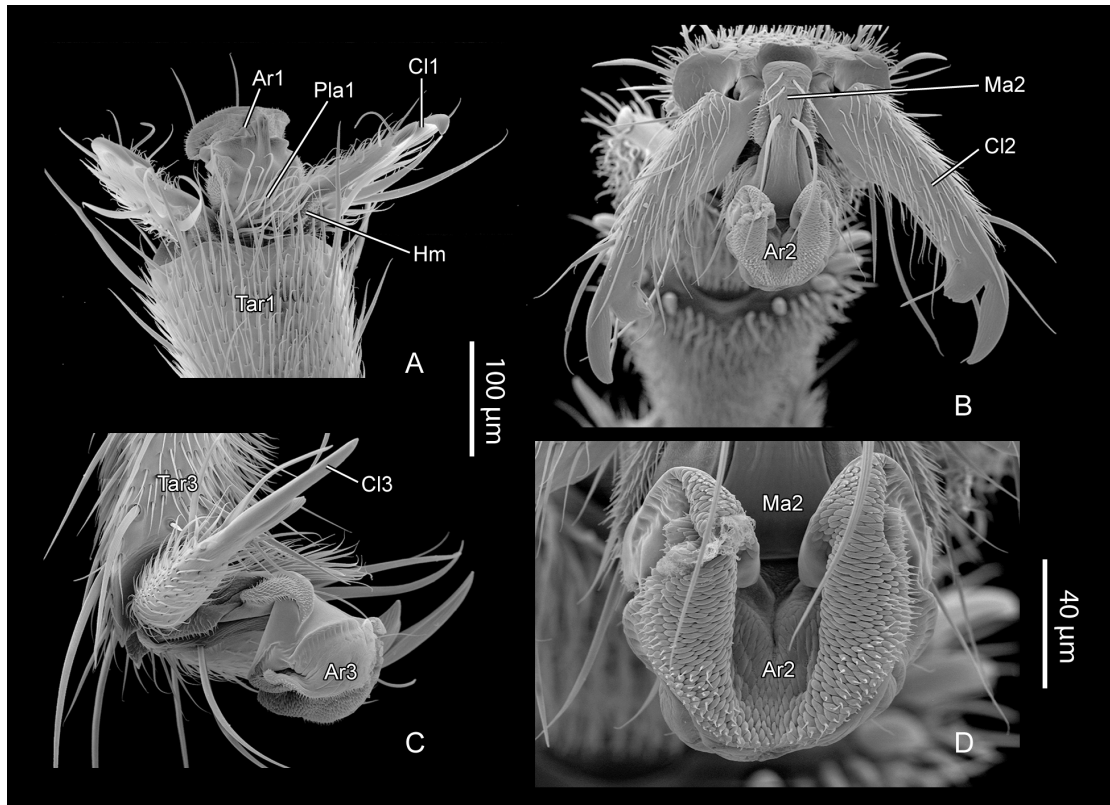 Ar1
Pla1
Cl1
Hm
Tar1
A
Ma2
Cl2
Ar2
B
100 µm
Tar3
Cl3
Ar3
C
Ma2
Ar2
D
40 µm